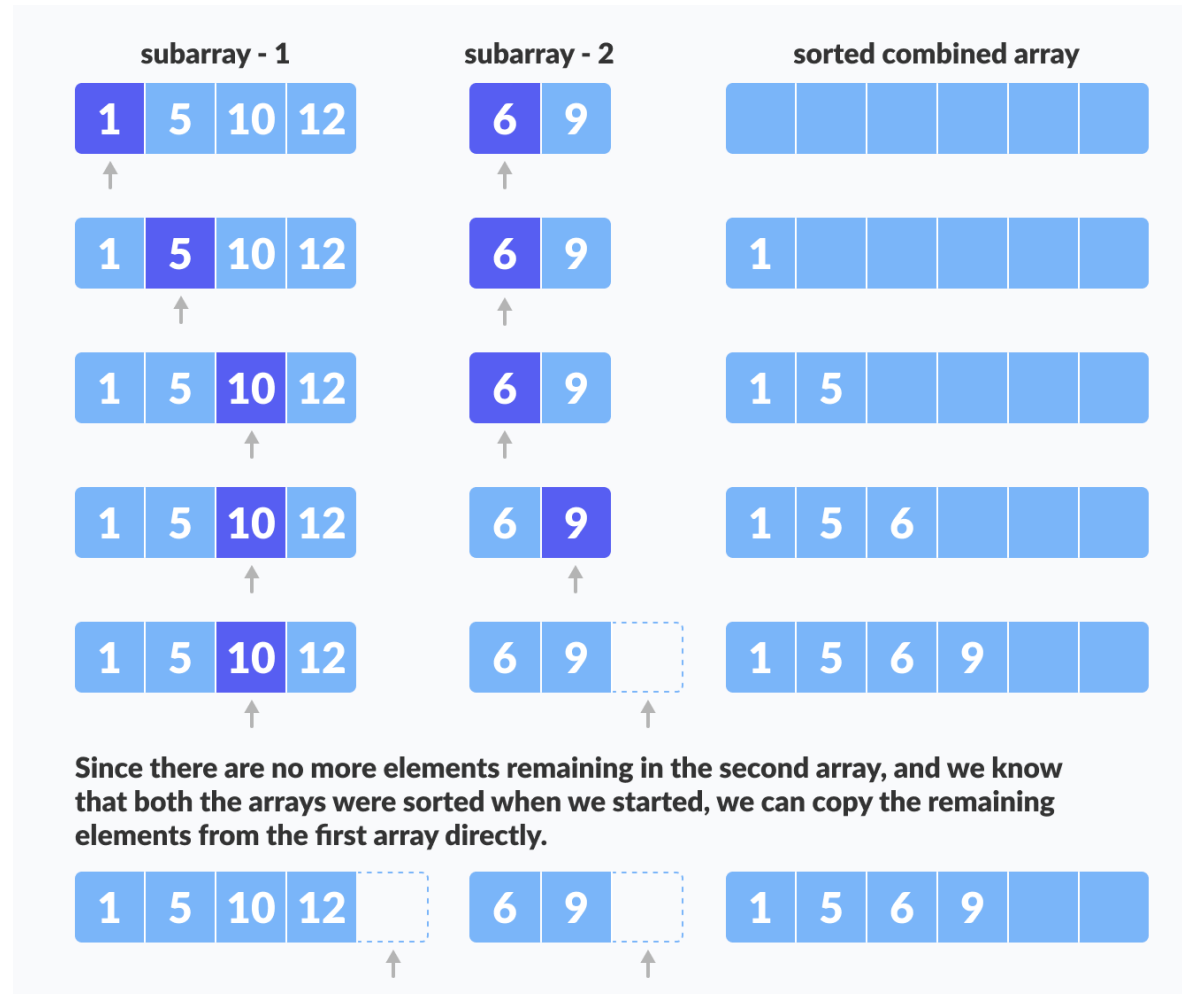 subarray - 1 subarray - 2 sorted combined array
1 5 10 12 6 9
1 5 10 12 6 9 1
1 5 10 12 6 9 1 5
1 5 10 12 6 9 1 5 6
1 5 10 12 6 9 1 5 6 9
Since there are no more elements remaining in the second array, and we know
that both the arrays were sorted when we started, we can copy the remaining
elements from the first array directly.
1 5 10 12 6 9 1 5 6 9